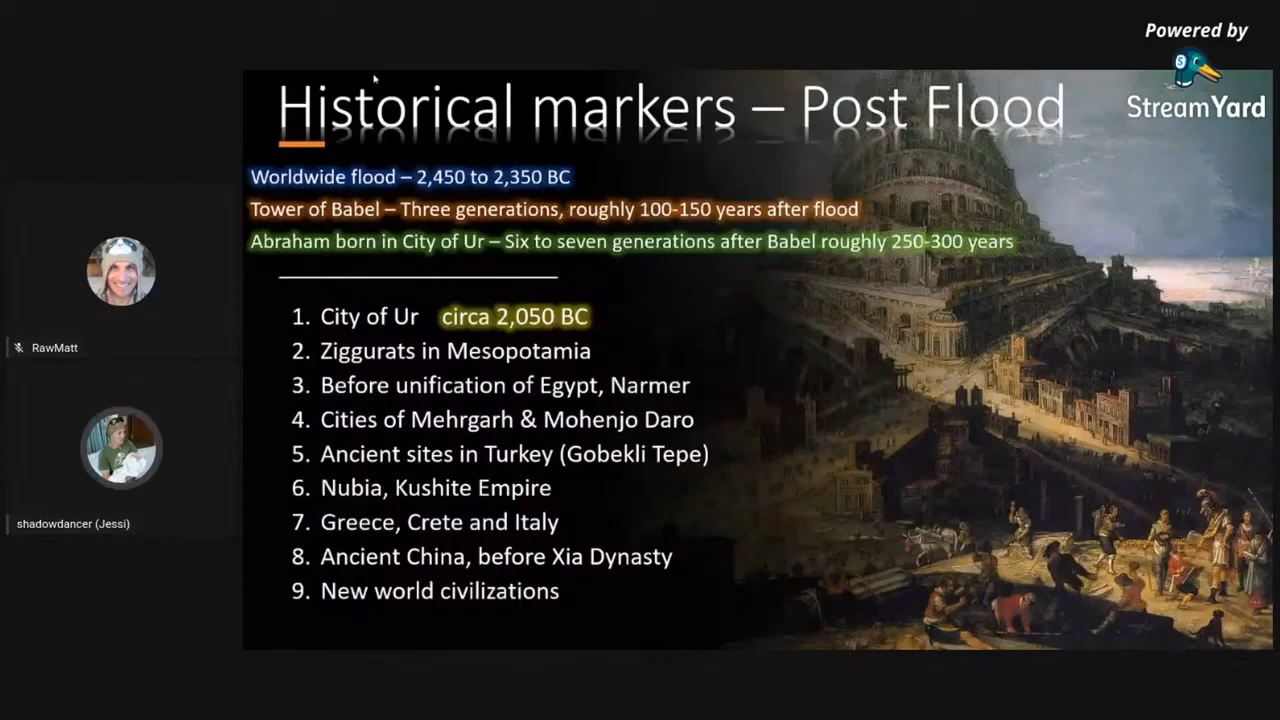 Powered by
StreamYard
Historical markers – Post Flood
Worldwide flood – 2,450 to 2,350 BC
Tower of Babel – Three generations, roughly 100-150 years after flood
Abraham born in City of Ur – Six to seven generations after Babel roughly 250-300 years
1. City of Ur circa 2,050 BC
2. Ziggurats in Mesopotamia
3. Before unification of Egypt, Narmer
4. Cities of Mehrgarh & Mohenjo Daro
5. Ancient sites in Turkey (Gobekli Tepe)
6. Nubia, Kushite Empire
7. Greece, Crete and Italy
8. Ancient China, before Xia Dynasty
9. New world civilizations
RawMatt
shadowdancer (Jessi)